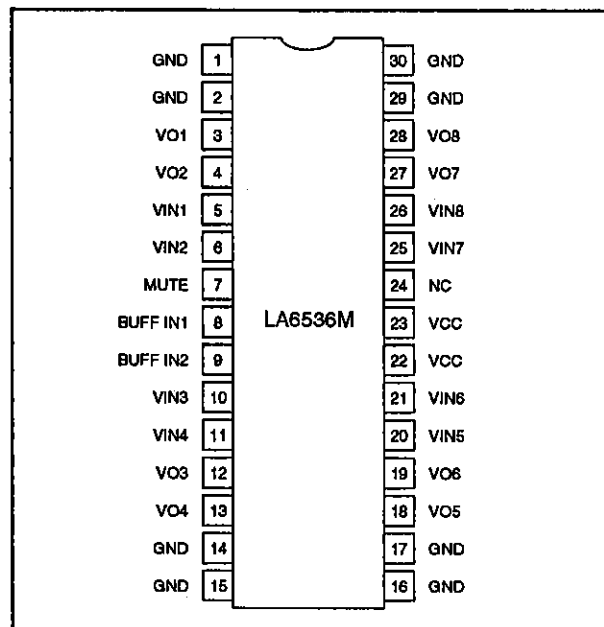 GND 1 30 GND
GND 2 29 GND
VO1 3 28 VO8
VO2 4 27 VO7
VIN1 5 26 VIN8
VIN2 6 25 VIN7
MUTE 7 24 NC
BUFF IN1 8 LA6536M 23 VCC
BUFF IN2 9 22 VCC
VIN3 10 21 VIN6
VIN4 11 20 VIN5
VO3 12 19 VO6
VO4 13 18 VO5
GND 14 17 GND
GND 15 16 GND